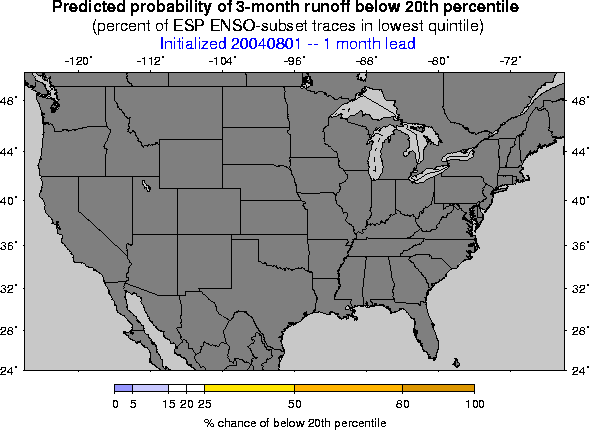 Predicted probability of 3-month runoff below 20th percentile
(percent of ESP ENSO-subset traces in lowest quintile)
Initialized 20040801 -- 1 month lead
-120° -112° -104° -96° -88° -80° -72°
48° 48°
44° 44°
40° 40°
36° 36°
32° 32°
28° 28°
24° 24°
0 5 15 20 25 50 80 100
% chance of below 20th percentile